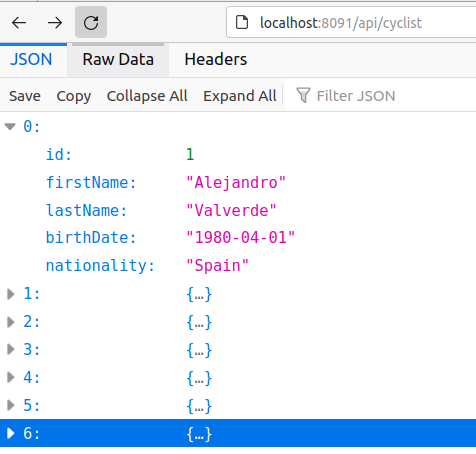 localhost:8091/api/cyclist
JSON Raw Data Headers
Save Copy Collapse All Expand All Filter JSON
0:
id: 1
firstName: "Alejandro"
lastName: "Valverde"
birthDate: "1980-04-01"
nationality: "Spain"
1: {…}
2: {…}
3: {…}
4: {…}
5: {…}
6: {…}